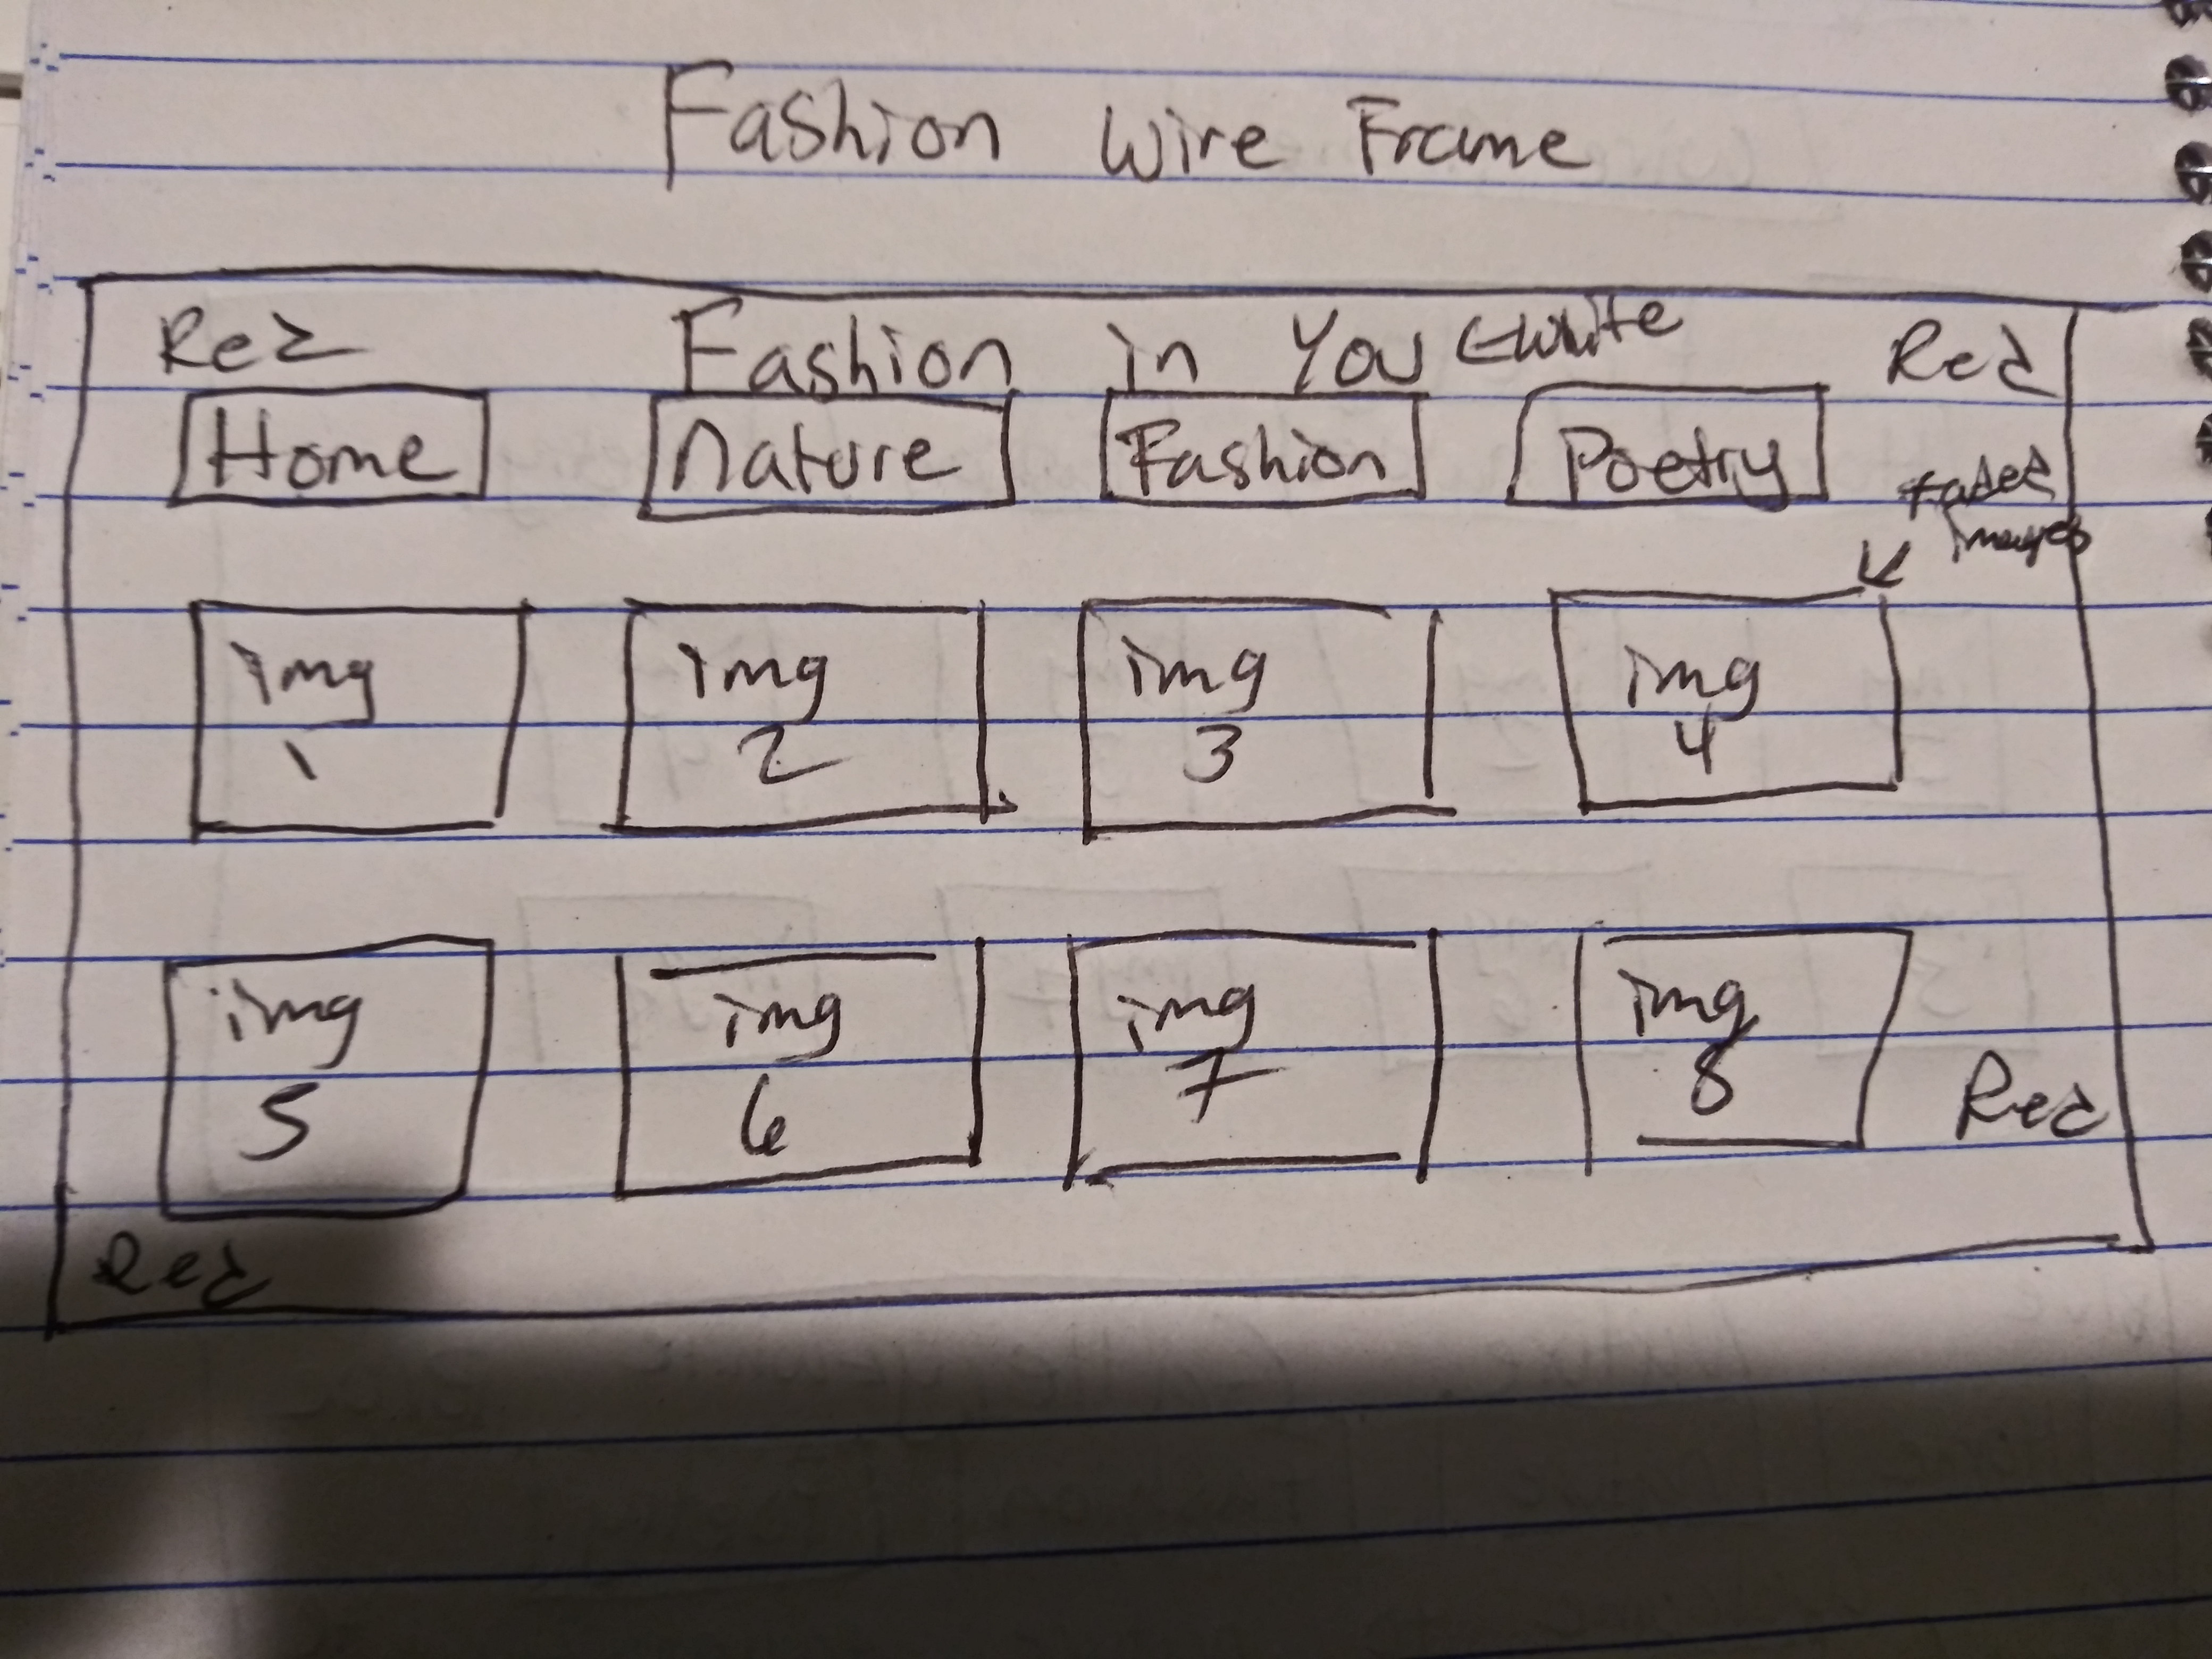 Fashion Wire Frame
Red Fashion in You white Red
Home Nature Fashion Poetry faded
images
img 1 img 2 img 3 img 4
img 5 img 6 img 7 img 8
Red
Red